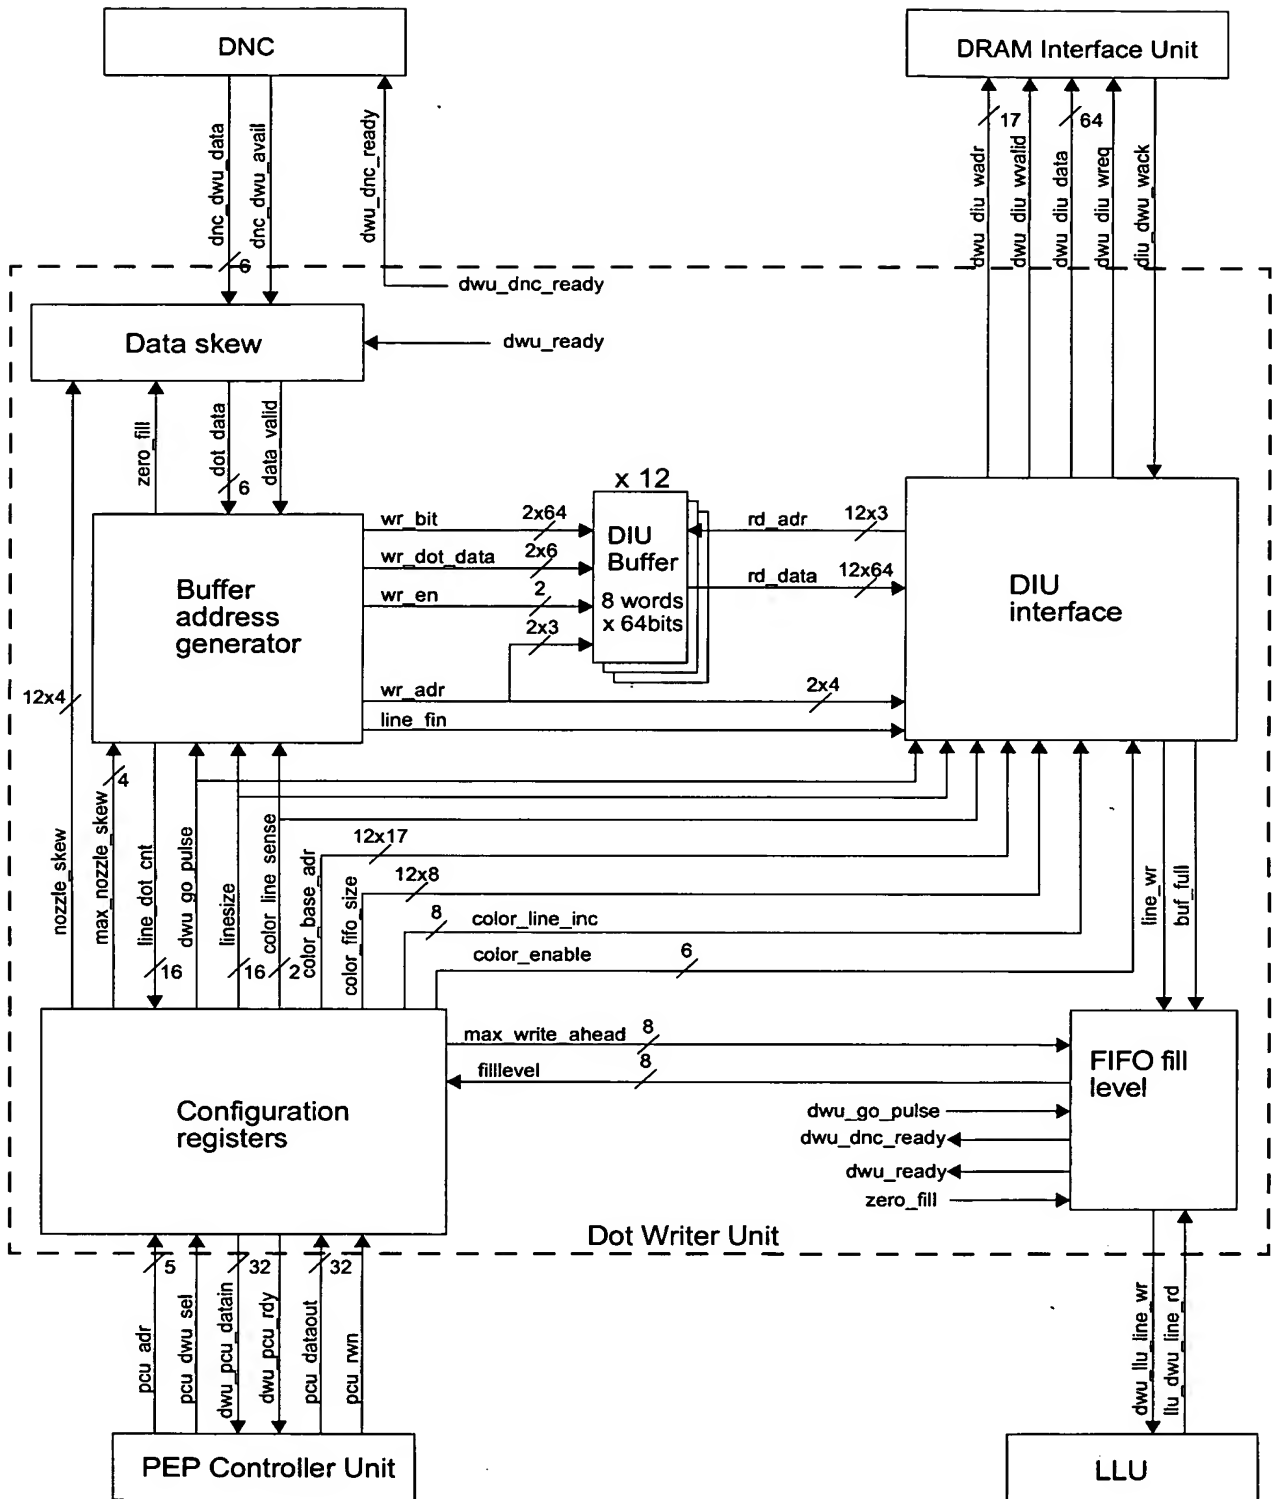 DNC
DRAM Interface Unit
dnc_dwu_data
dnc_dwu_avail
dwu_dnc_ready
6
dwu_diu_wadr
17
dwu_diu_wvalid
dwu_diu_data
64
dwu_diu_wreq
diu_dwu_wack
dwu_dnc_ready
Data skew
dwu_ready
zero_fill
dot_data
6
data_valid
x 12
wr_bit
2x64
DIU
Buffer
8 words
x 64bits
rd_adr
12x3
wr_dot_data
2x6
rd_data
12x64
wr_en
2
2x3
Buffer
address
generator
DIU
interface
wr_adr
2x4
line_fin
12x4
nozzle_skew
4
max_nozzle_skew
line_dot_cnt
16
dwu_go_pulse
linesize
16
color_line_sense
2
color_base_adr
12x17
color_fifo_size
12x8
8
color_line_inc
color_enable
6
line_wr
buf_full
max_write_ahead
8
filllevel
8
FIFO fill
level
Configuration
registers
dwu_go_pulse
dwu_dnc_ready
dwu_ready
zero_fill
Dot Writer Unit
pcu_adr
5
pcu_dwu_sel
dwu_pcu_datain
32
dwu_pcu_rdy
pcu_dataout
32
pcu_rwn
dwu_llu_line_wr
llu_dwu_line_rd
PEP Controller Unit
LLU